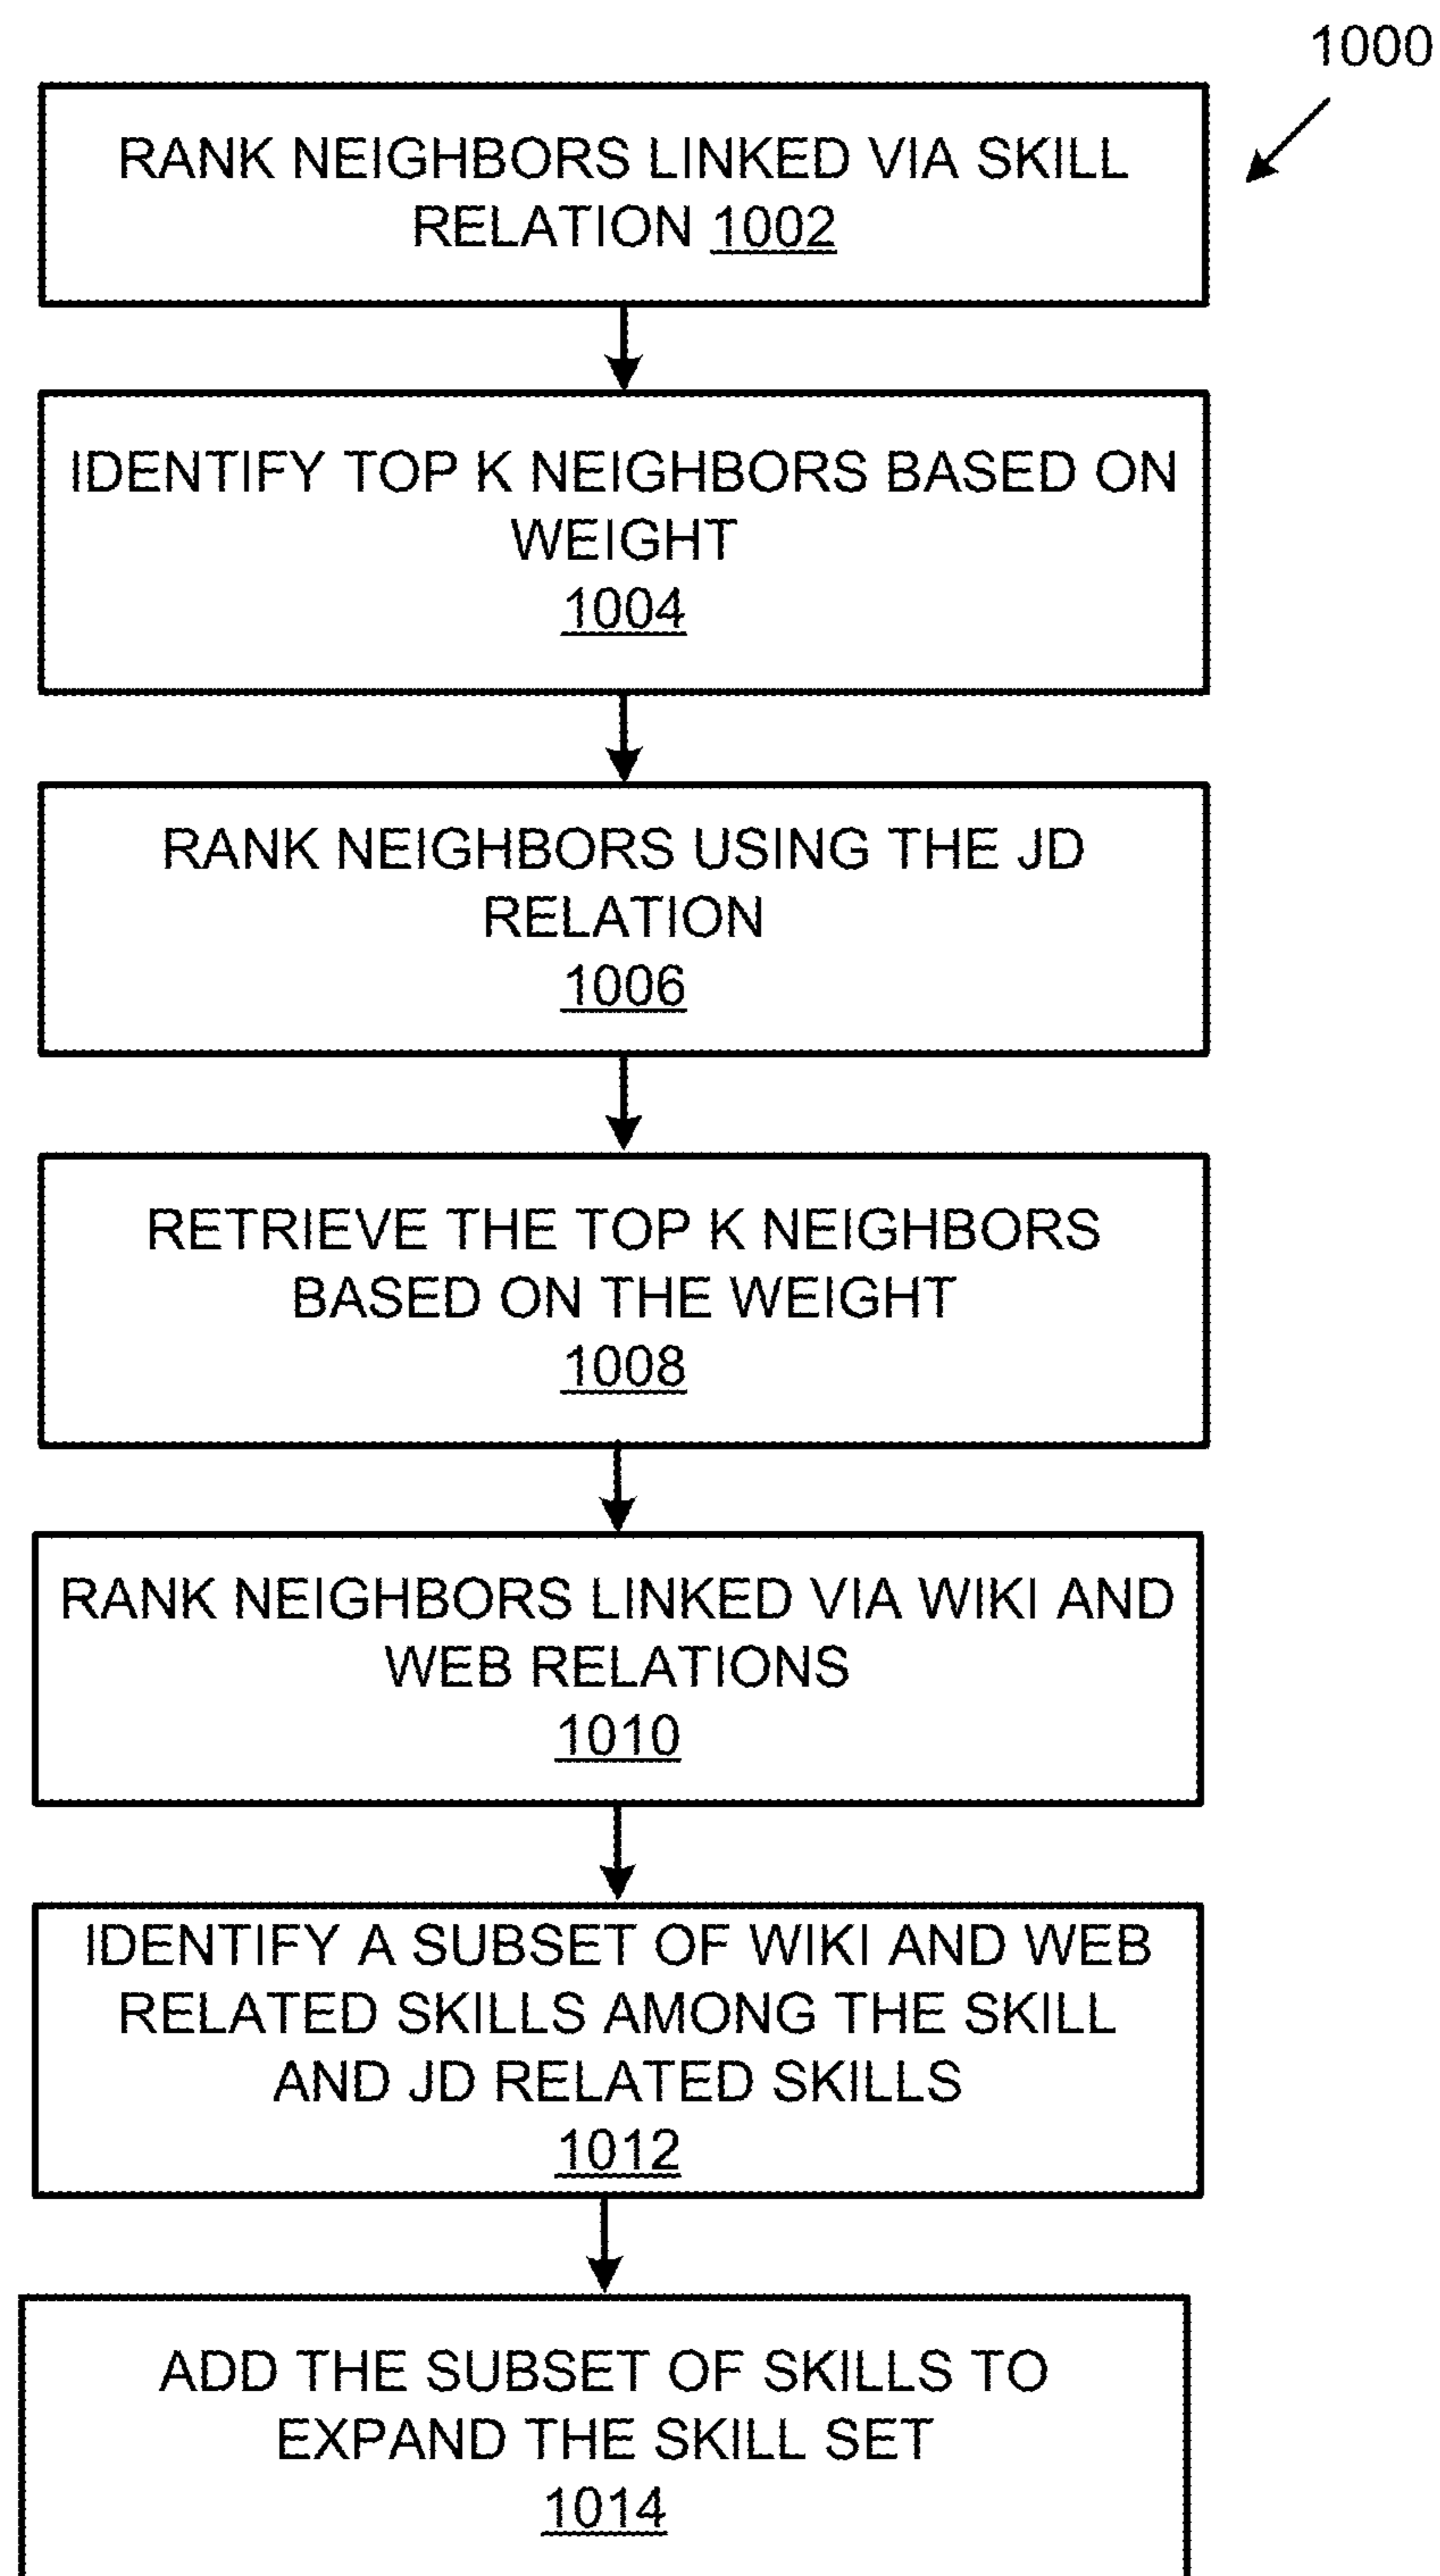 1000
RANK NEIGHBORS LINKED VIA SKILL
RELATION 1002
IDENTIFY TOP K NEIGHBORS BASED ON
WEIGHT
1004
RANK NEIGHBORS USING THE JD
RELATION
1006
RETRIEVE THE TOP K NEIGHBORS
BASED ON THE WEIGHT
1008
RANK NEIGHBORS LINKED VIA WIKI AND
WEB RELATIONS
1010
IDENTIFY A SUBSET OF WIKI AND WEB
RELATED SKILLS AMONG THE SKILL
AND JD RELATED SKILLS
1012
ADD THE SUBSET OF SKILLS TO
EXPAND THE SKILL SET
1014